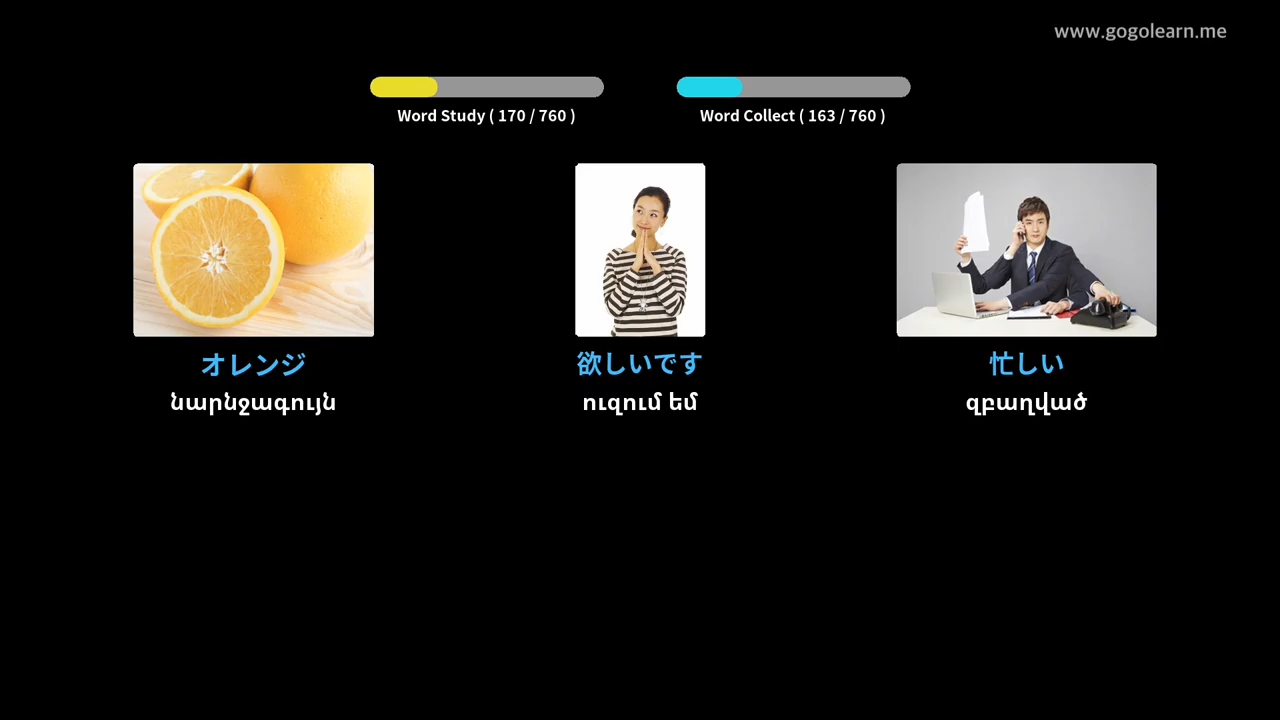 www.gogolearn.me
Word Study ( 170 / 760 )
Word Collect ( 163 / 760 )
オレンジ
նարնջագույն
欲しいです
ուզում եմ
忙しい
զբաղված